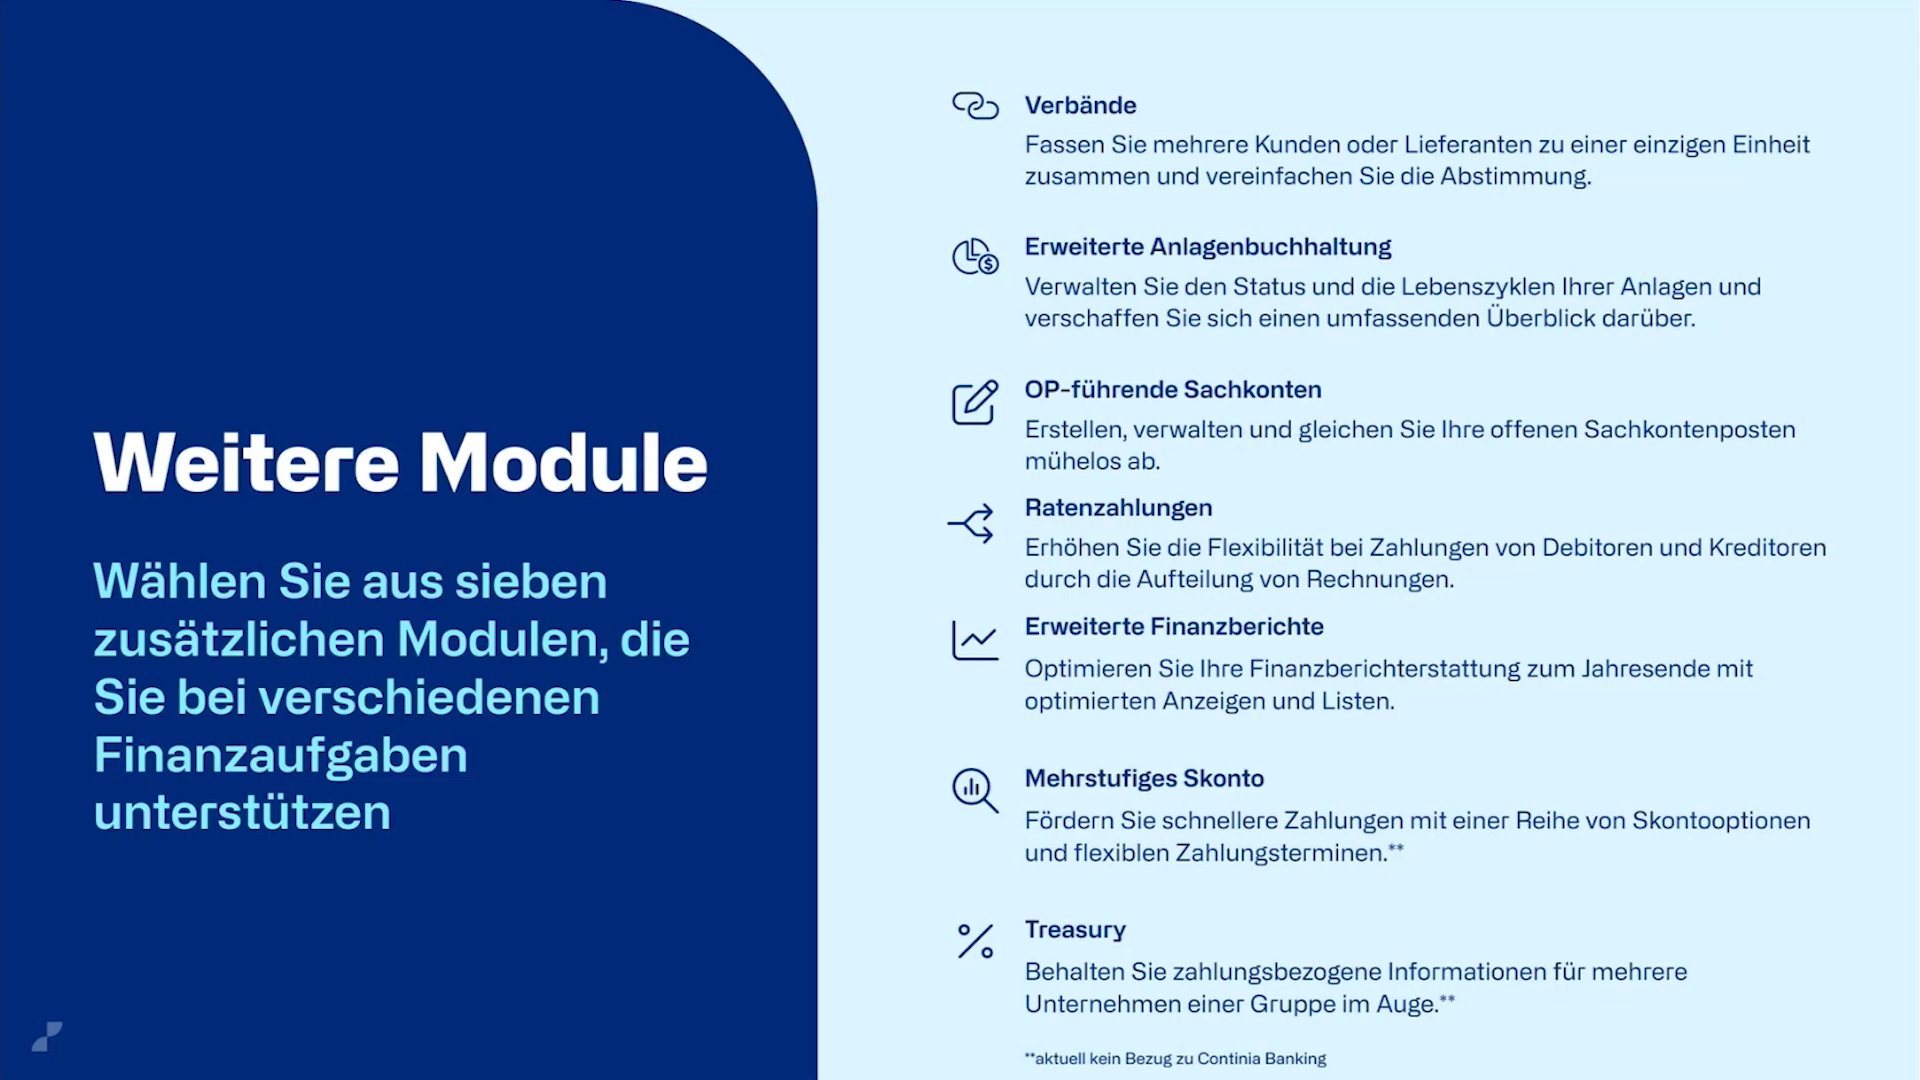 Weitere Module
Wählen Sie aus sieben
zusätzlichen Modulen, die
Sie bei verschiedenen
Finanzaufgaben
unterstützen
Verbände
Fassen Sie mehrere Kunden oder Lieferanten zu einer einzigen Einheit
zusammen und vereinfachen Sie die Abstimmung.
Erweiterte Anlagenbuchhaltung
Verwalten Sie den Status und die Lebenszyklen Ihrer Anlagen und
verschaffen Sie sich einen umfassenden Überblick darüber.
OP-führende Sachkonten
Erstellen, verwalten und gleichen Sie Ihre offenen Sachkontenposten
mühelos ab.
Ratenzahlungen
Erhöhen Sie die Flexibilität bei Zahlungen von Debitoren und Kreditoren
durch die Aufteilung von Rechnungen.
Erweiterte Finanzberichte
Optimieren Sie Ihre Finanzberichterstattung zum Jahresende mit
optimierten Anzeigen und Listen.
Mehrstufiges Skonto
Fördern Sie schnellere Zahlungen mit einer Reihe von Skontooptionen
und flexiblen Zahlungsterminen.**
Treasury
Behalten Sie zahlungsbezogene Informationen für mehrere
Unternehmen einer Gruppe im Auge.**
**aktuell kein Bezug zu Continia Banking